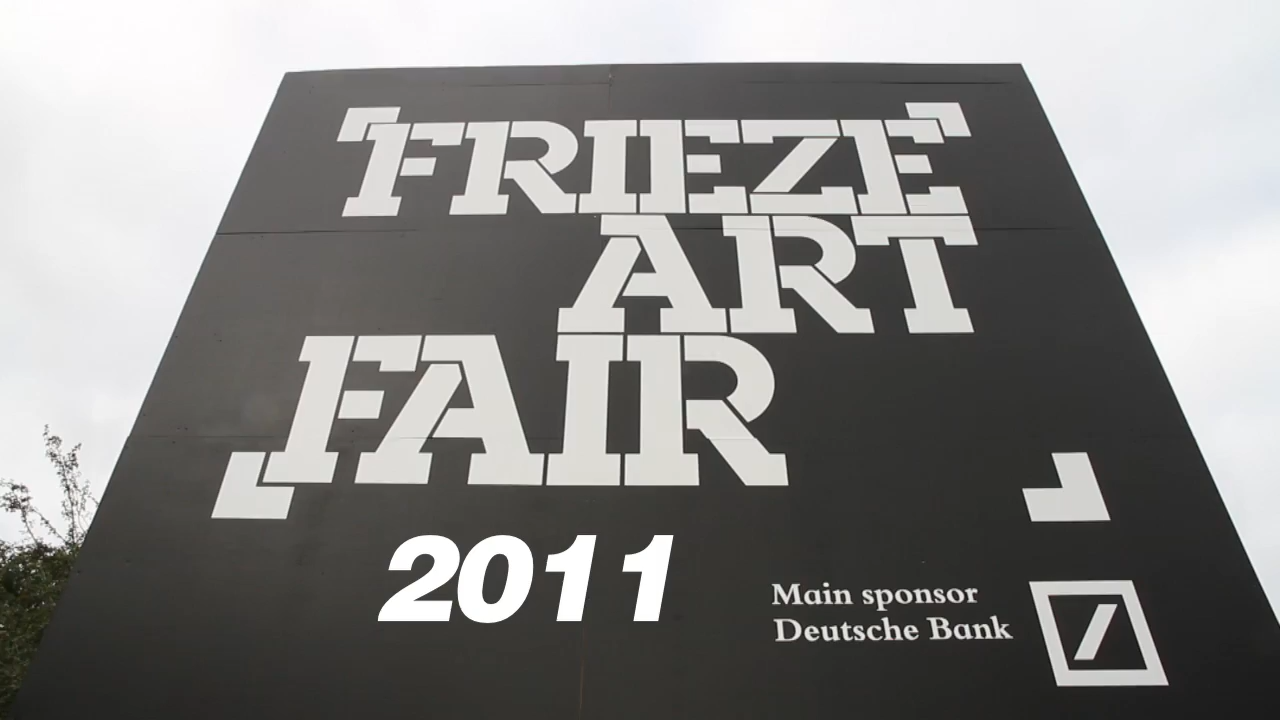 FRIEZE
ART
FAIR
2011
Main sponsor
Deutsche Bank